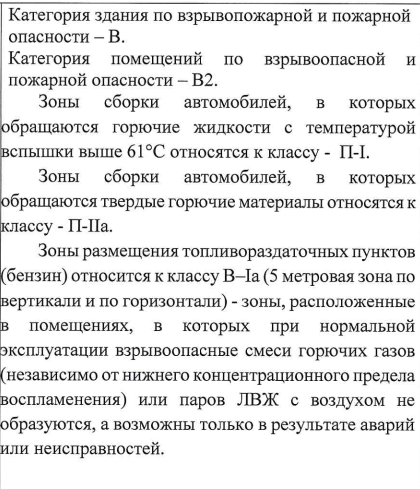 Категория здания по взрывопожарной и пожарной
опасности – В.
Категория помещений по взрывоопасной и
пожарной опасности – В2.
Зоны сборки автомобилей, в которых
обращаются горючие жидкости с температурой
вспышки выше 61°С относятся к классу - П-I.
Зоны сборки автомобилей, в которых
обращаются твердые горючие материалы относятся к
классу - П-IIа.
Зоны размещения топливораздаточных пунктов
(бензин) относится к классу В–Iа (5 метровая зона по
вертикали и по горизонтали) - зоны, расположенные
в помещениях, в которых при нормальной
эксплуатации взрывоопасные смеси горючих газов
(независимо от нижнего концентрационного предела
воспламенения) или паров ЛВЖ с воздухом не
образуются, а возможны только в результате аварий
или неисправностей.